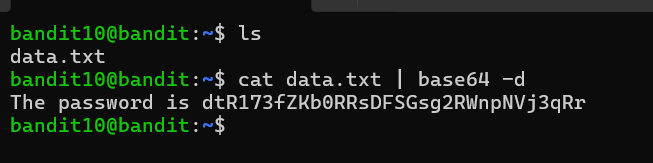 bandit10@bandit:~$ ls
data.txt
bandit10@bandit:~$ cat data.txt | base64 -d
The password is dtR173fZKb0RRsDFSGsg2RWnpNVj3qRr
bandit10@bandit:~$